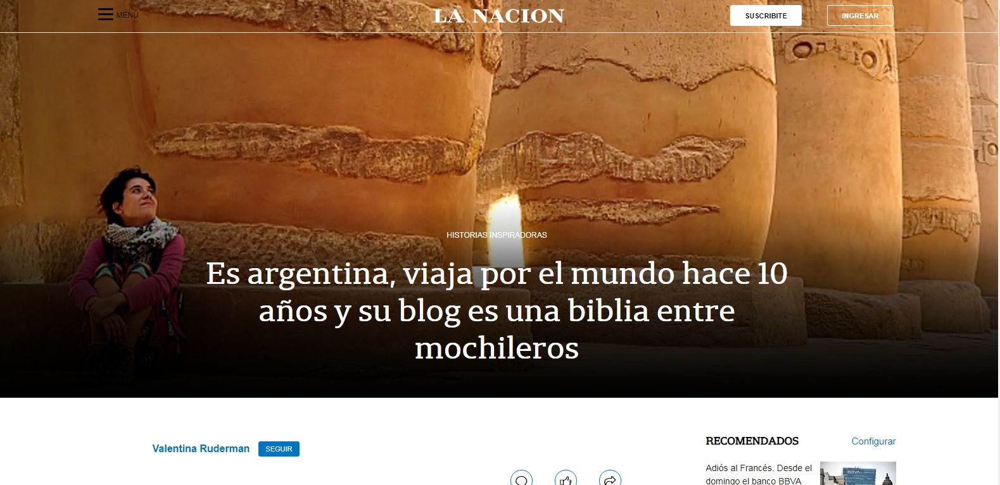 MENÚ
LA NACION
SUSCRIBITE
INGRESAR
HISTORIAS INSPIRADORAS
Es argentina, viaja por el mundo hace 10
años y su blog es una biblia entre
mochileros
Valentina Ruderman
SEGUIR
RECOMENDADOS
Configurar
Adiós al Francés. Desde el
domingo el banco BBVA
BBVA